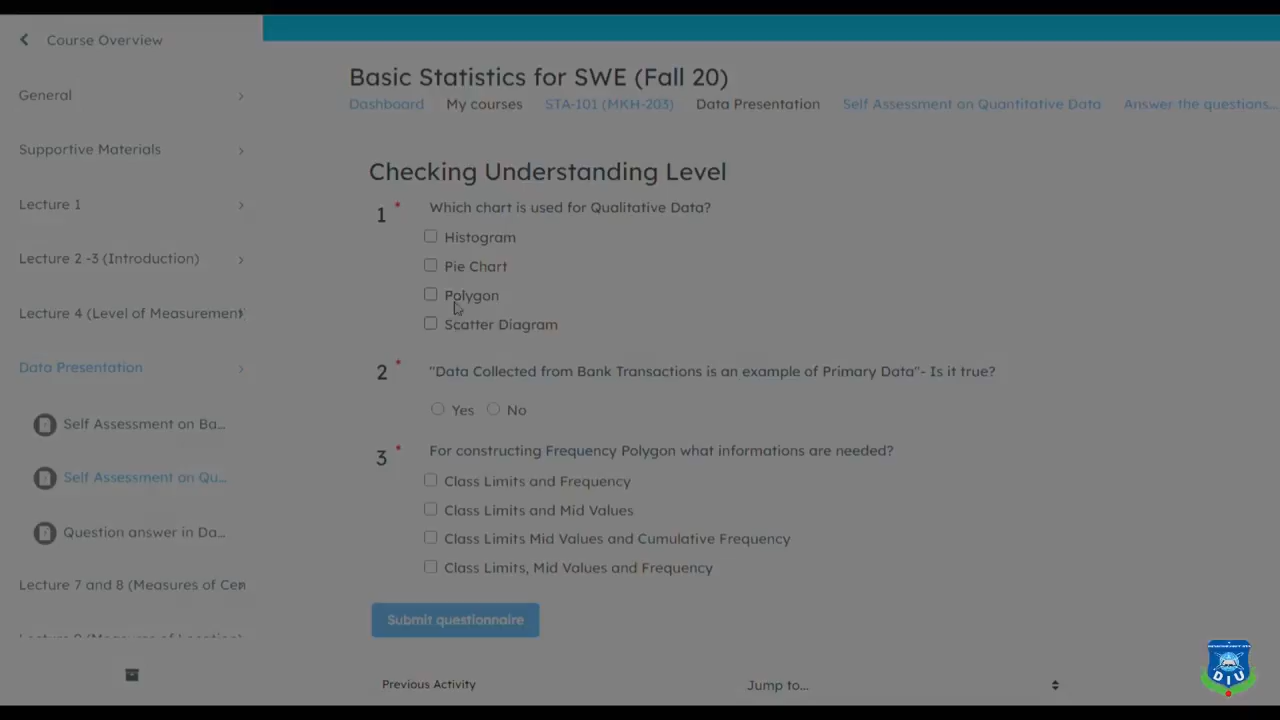 Course Overview
General
Supportive Materials
Lecture 1
Lecture 2 -3 (Introduction)
Lecture 4 (Level of Measurement)
Data Presentation
Self Assessment on Ba...
Self Assessment on Qu...
Question answer in Da...
Lecture 7 and 8 (Measures of Cen
Basic Statistics for SWE (Fall 20)
Dashboard My courses STA-101 (MKH-203) Data Presentation Self Assessment on Quantitative Data Answer the questions...
Checking Understanding Level
1 * Which chart is used for Qualitative Data?
Histogram
Pie Chart
Polygon
Scatter Diagram
2 * "Data Collected from Bank Transactions is an example of Primary Data"- Is it true?
Yes No
3 * For constructing Frequency Polygon what informations are needed?
Class Limits and Frequency
Class Limits and Mid Values
Class Limits Mid Values and Cumulative Frequency
Class Limits, Mid Values and Frequency
Submit questionnaire
Previous Activity Jump to...
DIU